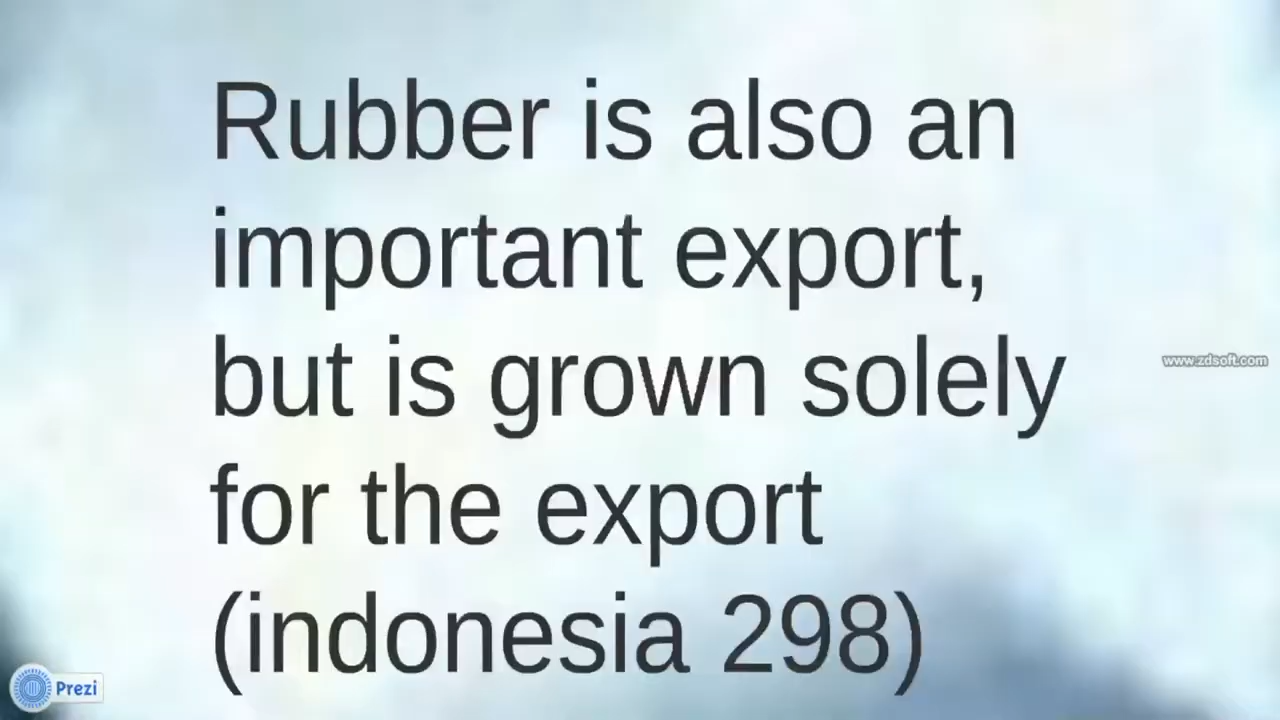 Rubber is also an
important export,
but is grown solely
for the export
(indonesia 298)
www.zdsoft.com
Prezi